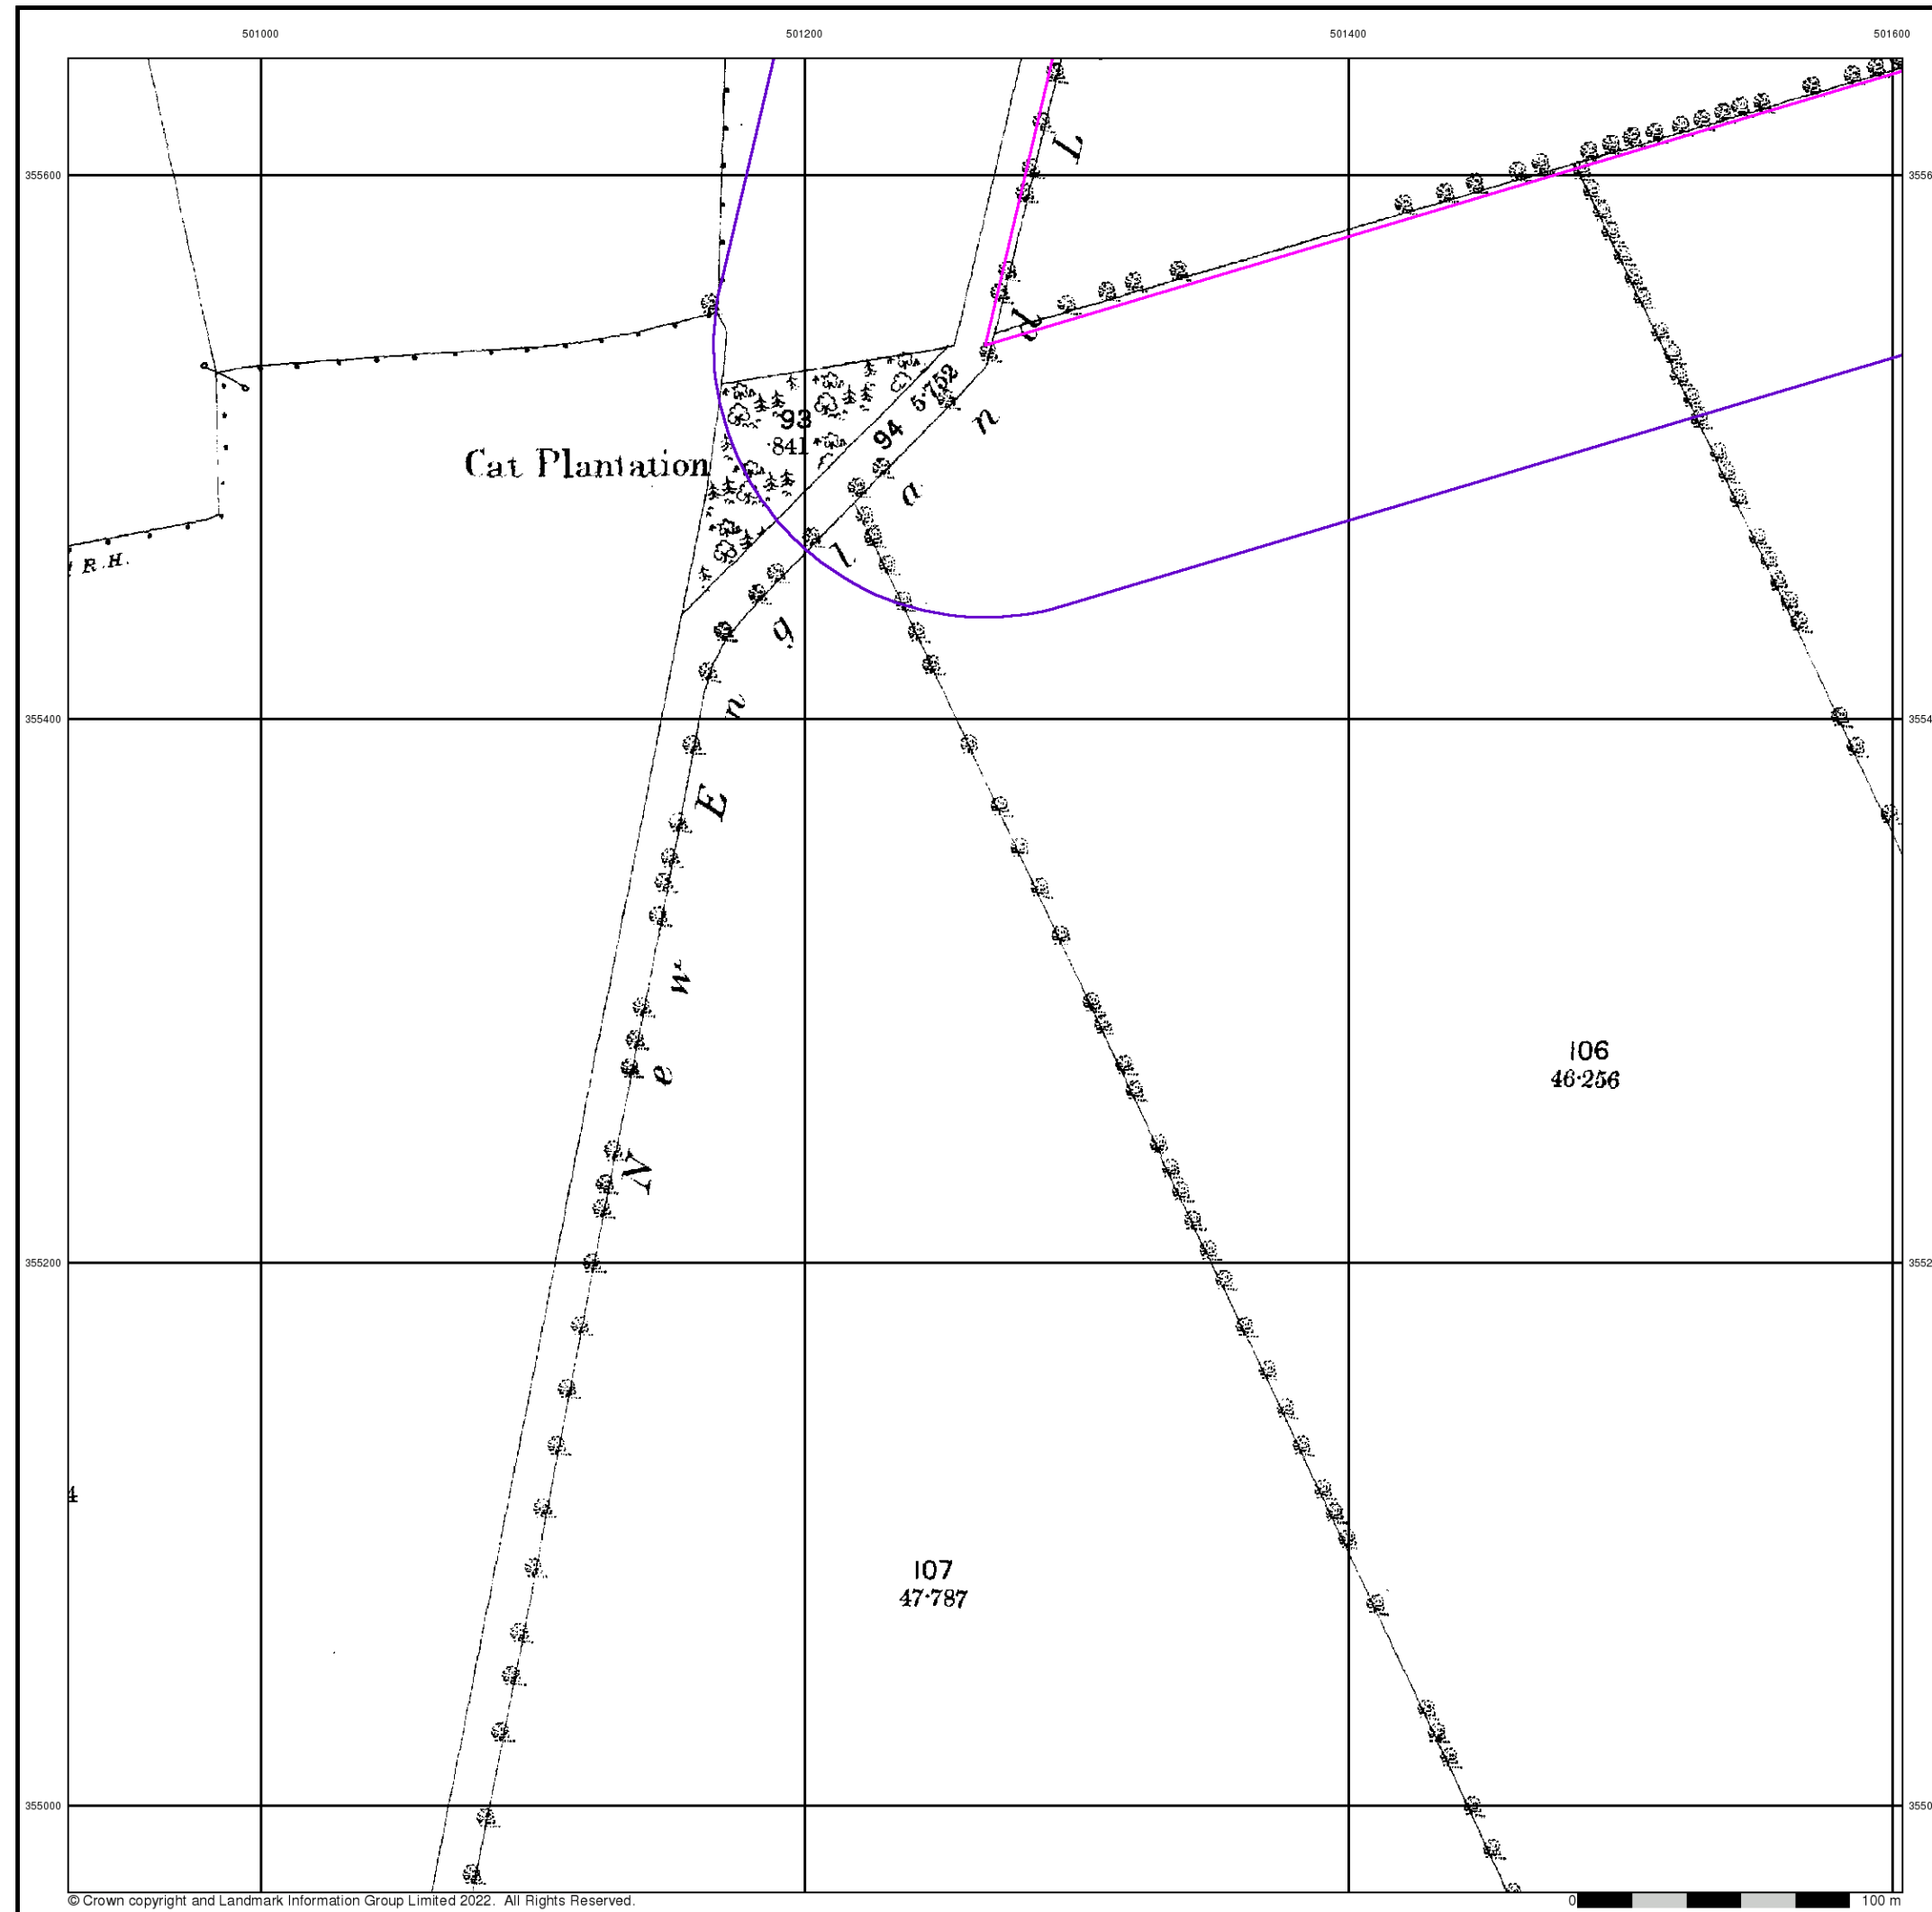 501000 501200 501400 501600
355600
Cat Plantation
93
·841
94
5·752
R.H.
New England L
355400
106
46·256
355200
107
47·787
4
355000
© Crown copyright and Landmark Information Group Limited 2022. All Rights Reserved.
0 100 m